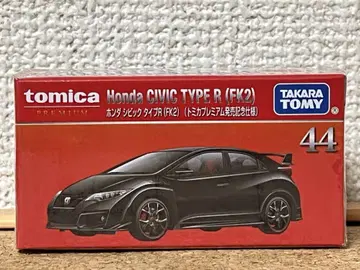 tomica
PREMIUM
Honda CIVIC TYPE R (FK2)
ホンダ シビック タイプR(FK2) (トミカプレミアム発売記念仕様)
TAKARA
TOMY
44